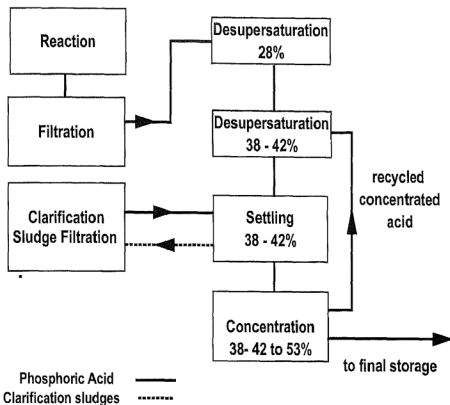 Reaction
Filtration
Desupersaturation
28%
Desupersaturation
38 - 42%
recycled
concentrated
acid
Clarification
Sludge Filtration
Settling
38 - 42%
Concentration
38- 42 to 53%
to final storage
Phosphoric Acid
Clarification sludges